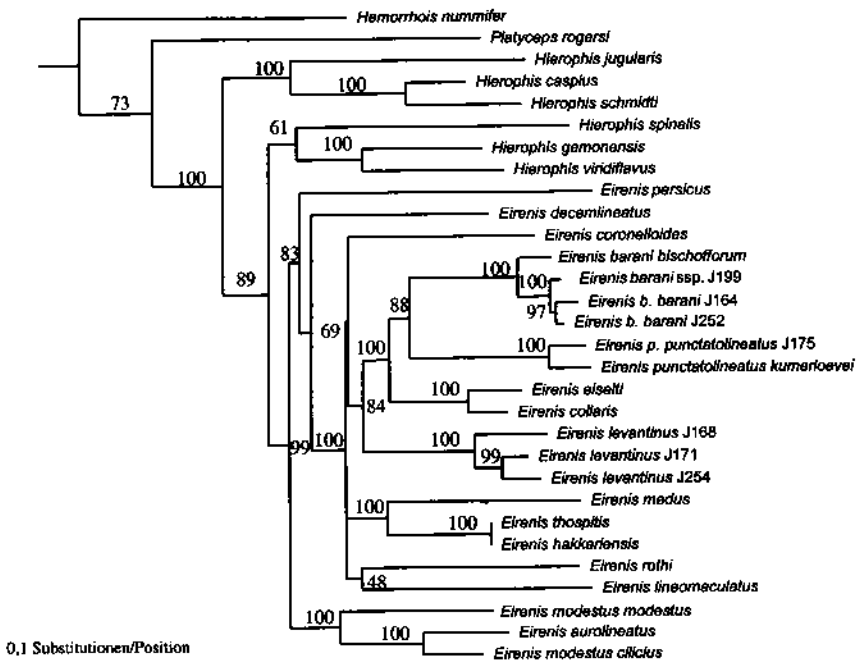 Hemorrhois nummifer
Platyceps rogersi
Hierophis jugularis
100
Hierophis caspius
100
Hierophis schmidti
73
Hierophis spinalis
61
Hierophis gemonensis
100
Hierophis viridiflavus
100
Eirenis persicus
Eirenis decemlineatus
Eirenis coronelloides
83
Eirenis barani bischofforum
100
Eirenis barani ssp. J199
100
89
Eirenis b. barani J164
88
97
Eirenis b. barani J252
69
Eirenis p. punctatolineatus J175
100
100
Eirenis punctatolineatus kumerloevei
Eirenis eiselti
100
84
Eirenis collaris
Eirenis levantinus J168
99
100
100
Eirenis levantinus J171
99
Eirenis levantinus J254
Eirenis medus
100
Eirenis thospitis
100
Eirenis hakkariensis
Eirenis rothi
48
Eirenis lineomaculatus
Eirenis modestus modestus
100
Eirenis aurolineatus
100
Eirenis modestus cilicius
0,1 Substitutionen/Position